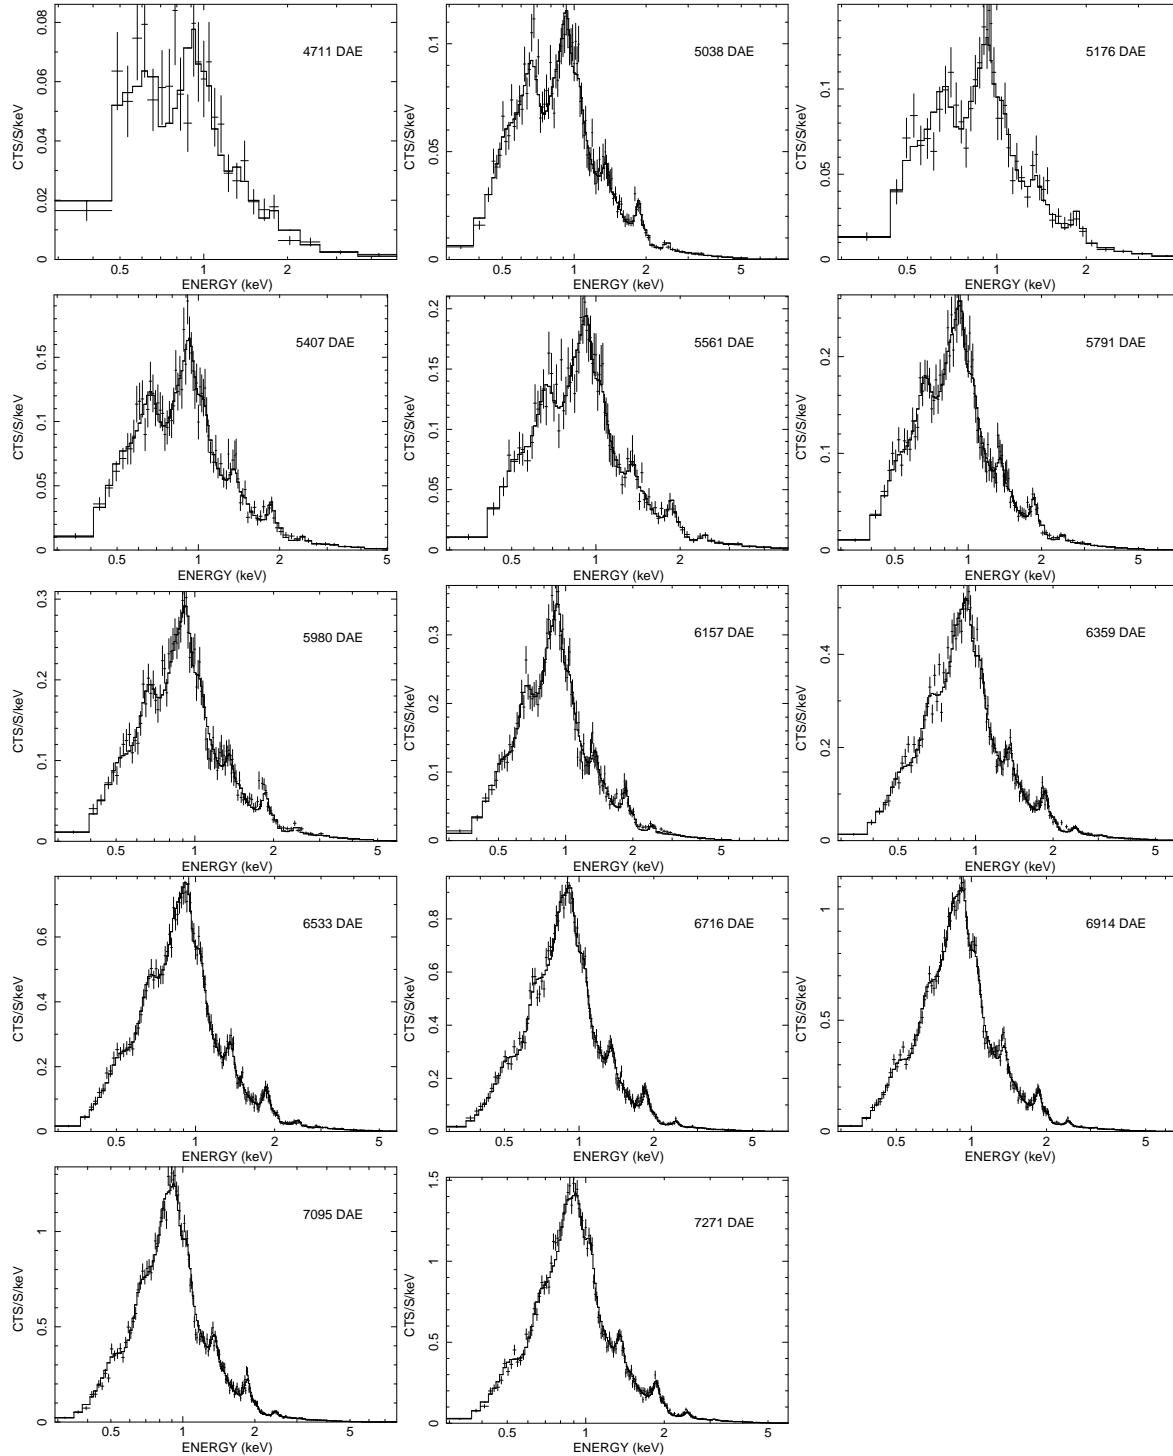 4711 DAE
CTS/S/keV
0 0.02 0.04 0.06 0.08
0.5 1 2
ENERGY (keV)
5038 DAE
CTS/S/keV
0 0.05 0.1
0.5 1 2 5
ENERGY (keV)
5176 DAE
CTS/S/keV
0 0.05 0.1
0.5 1 2
ENERGY (keV)
5407 DAE
CTS/S/keV
0 0.05 0.1 0.15
0.5 1 2 5
ENERGY (keV)
5561 DAE
CTS/S/keV
0 0.05 0.1 0.15 0.2
0.5 1 2
ENERGY (keV)
5791 DAE
CTS/S/keV
0 0.1 0.2
0.5 1 2 5
ENERGY (keV)
5980 DAE
CTS/S/keV
0 0.1 0.2 0.3
0.5 1 2 5
ENERGY (keV)
6157 DAE
CTS/S/keV
0 0.1 0.2 0.3
0.5 1 2 5
ENERGY (keV)
6359 DAE
CTS/S/keV
0 0.2 0.4
0.5 1 2 5
ENERGY (keV)
6533 DAE
CTS/S/keV
0 0.2 0.4 0.6
0.5 1 2 5
ENERGY (keV)
6716 DAE
CTS/S/keV
0 0.2 0.4 0.6 0.8
0.5 1 2 5
ENERGY (keV)
6914 DAE
CTS/S/keV
0 0.5 1
0.5 1 2 5
ENERGY (keV)
7095 DAE
CTS/S/keV
0 0.5 1
0.5 1 2 5
ENERGY (keV)
7271 DAE
CTS/S/keV
0 0.5 1 1.5
0.5 1 2 5
ENERGY (keV)